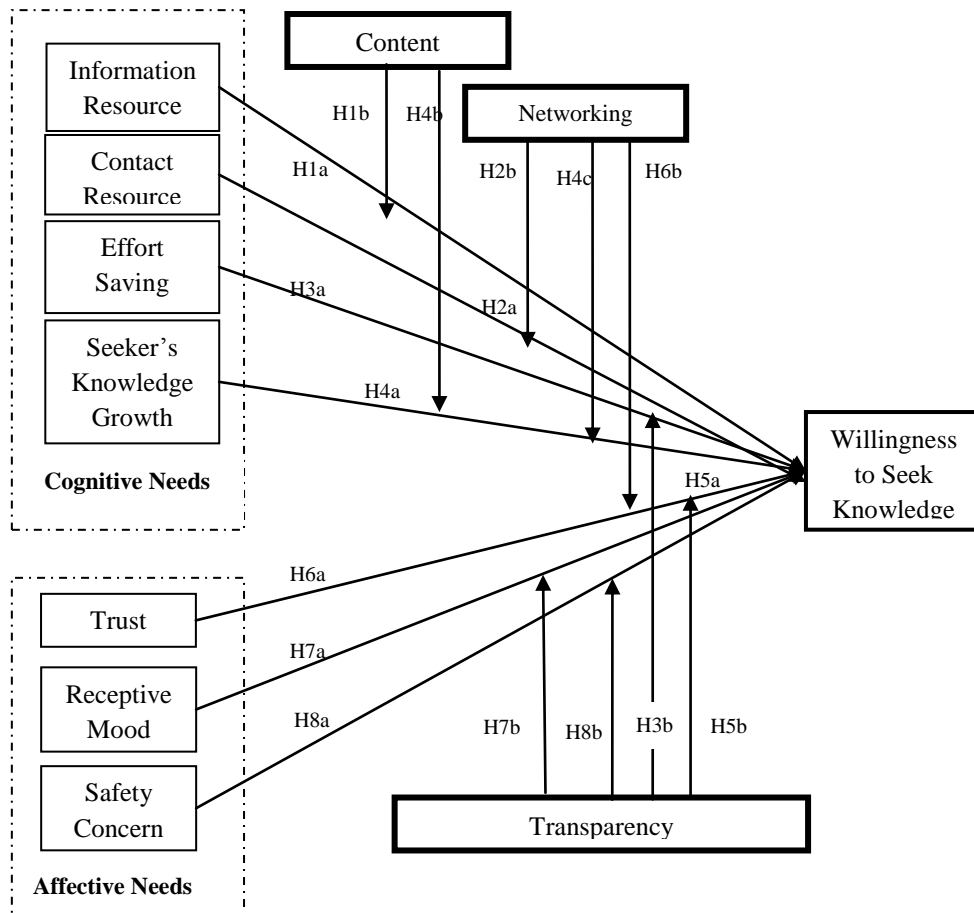 Content
Information
Resource
H1b
H4b
Networking
Contact
Resource
H1a
H2b
H4c
H6b
Effort
Saving
H3a
H2a
Seeker's
Knowledge
Growth
H4a
Cognitive Needs
Willingness
to Seek
Knowledge
H5a
H6a
Trust
H7a
Receptive
Mood
H8a
H7b
H8b
H3b
H5b
Safety
Concern
Transparency
Affective Needs